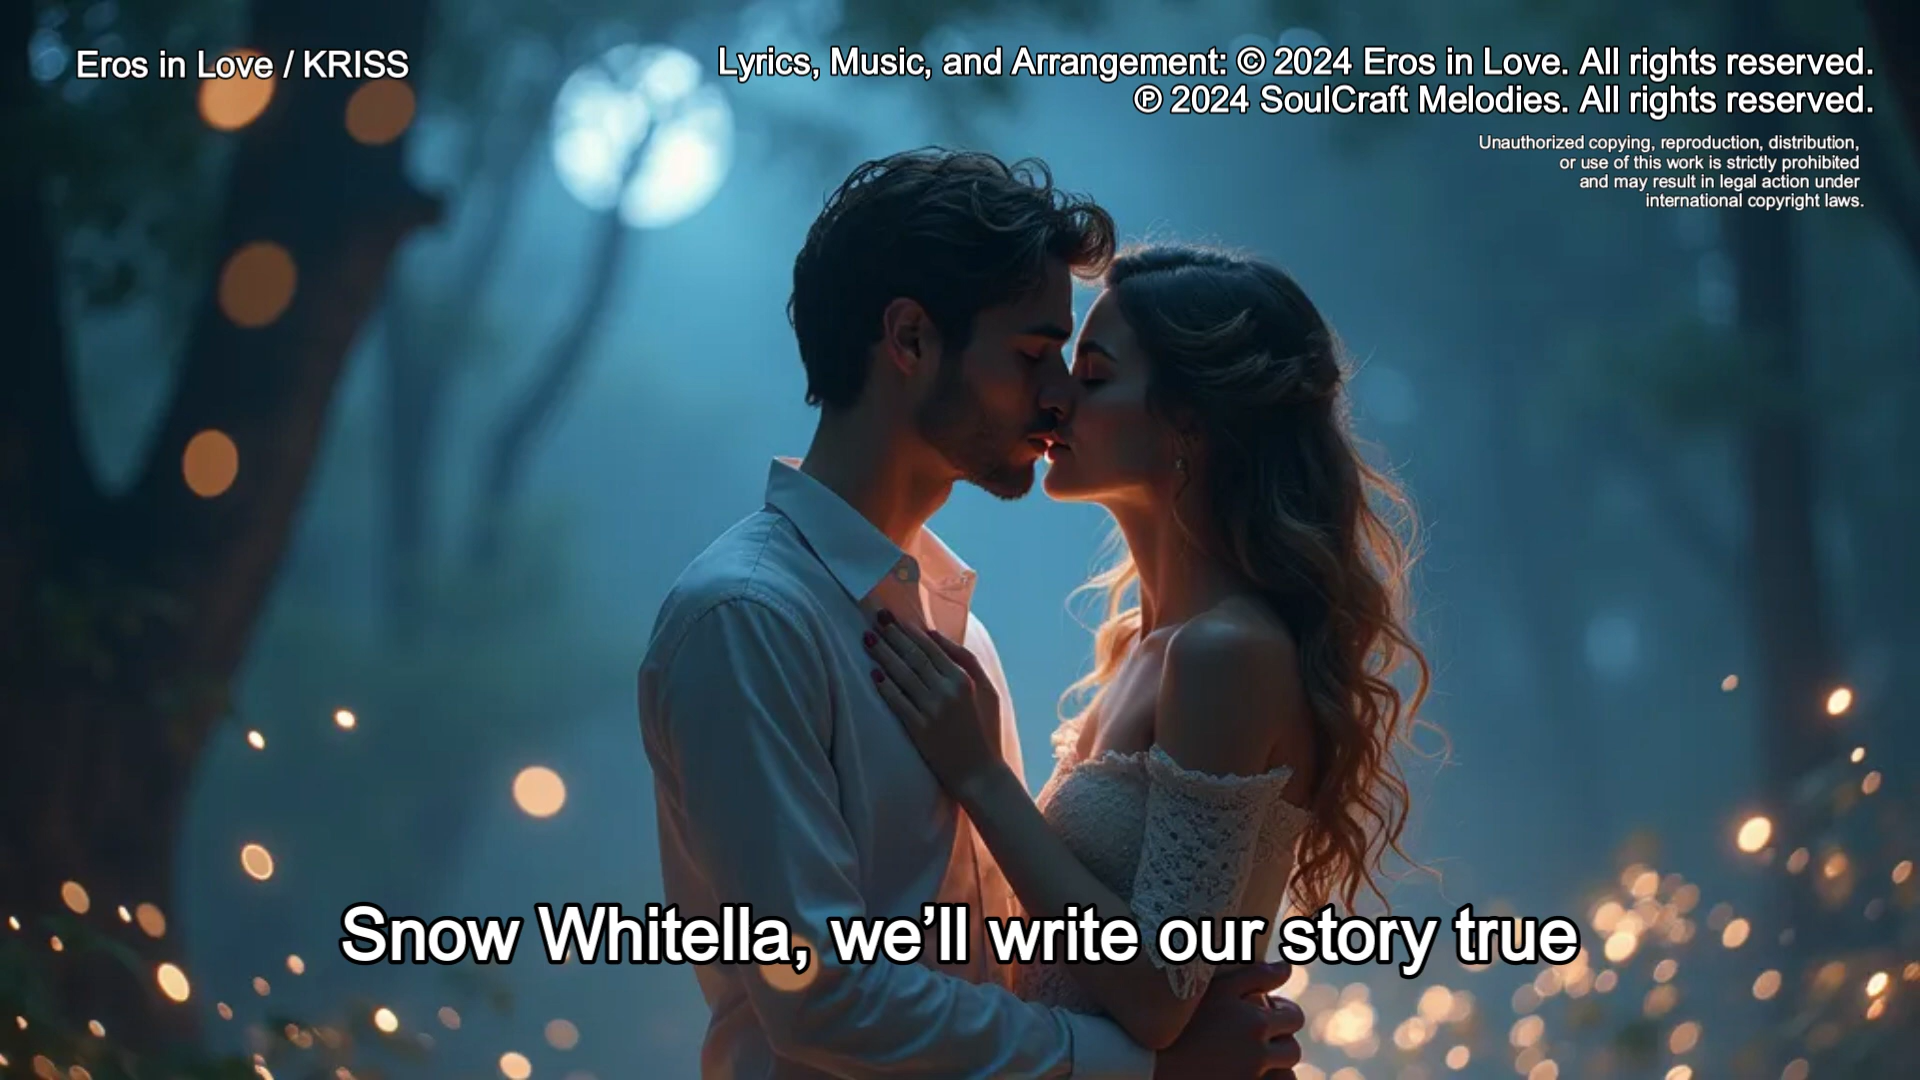 Eros in Love / KRISS
Lyrics, Music, and Arrangement: © 2024 Eros in Love. All rights reserved.
℗ 2024 SoulCraft Melodies. All rights reserved.
Unauthorized copying, reproduction, distribution,
or use of this work is strictly prohibited
and may result in legal action under
international copyright laws.
Snow Whitella, we’ll write our story true